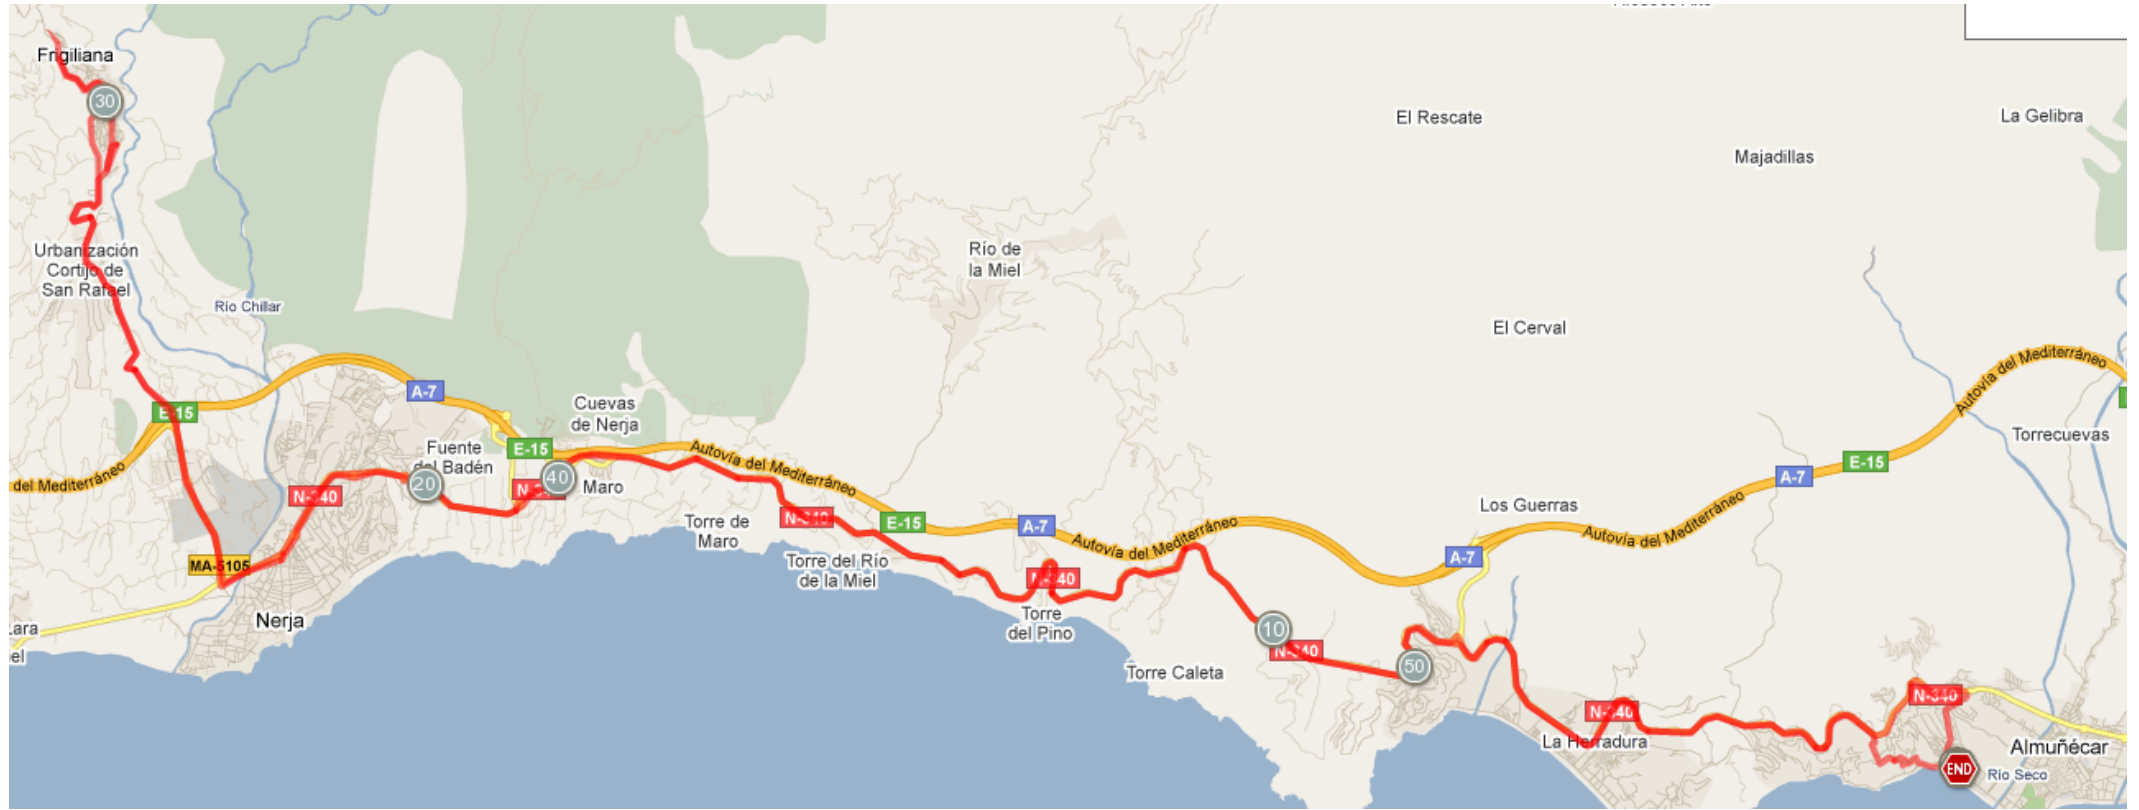 Frigiliana
30
El Rescate
La Gelibra
Majadillas
Urbanización
Cortijo de
San Rafael
Río de
la Miel
Río Chillar
El Cerval
Autovía del Mediterráneo
A-7
E-15
Cuevas
de Nerja
Fuente
del Badén
E-15
Autovía del Mediterráneo
Torrecuevas
E-15
A-7
del Mediterráneo
20
40
Maro
N-340
N-340
N-340
Torre de
Maro
E-15
A-7
Autovía del Mediterráneo
Los Guerras
Autovía del Mediterráneo
A-7
MA-5105
Torre del Río
de la Miel
N-340
Nerja
Torre
del Pino
10
N-340
50
Torre Caleta
Lara
el
N-340
N-340
La Herradura
Almuñécar
END
Río Seco